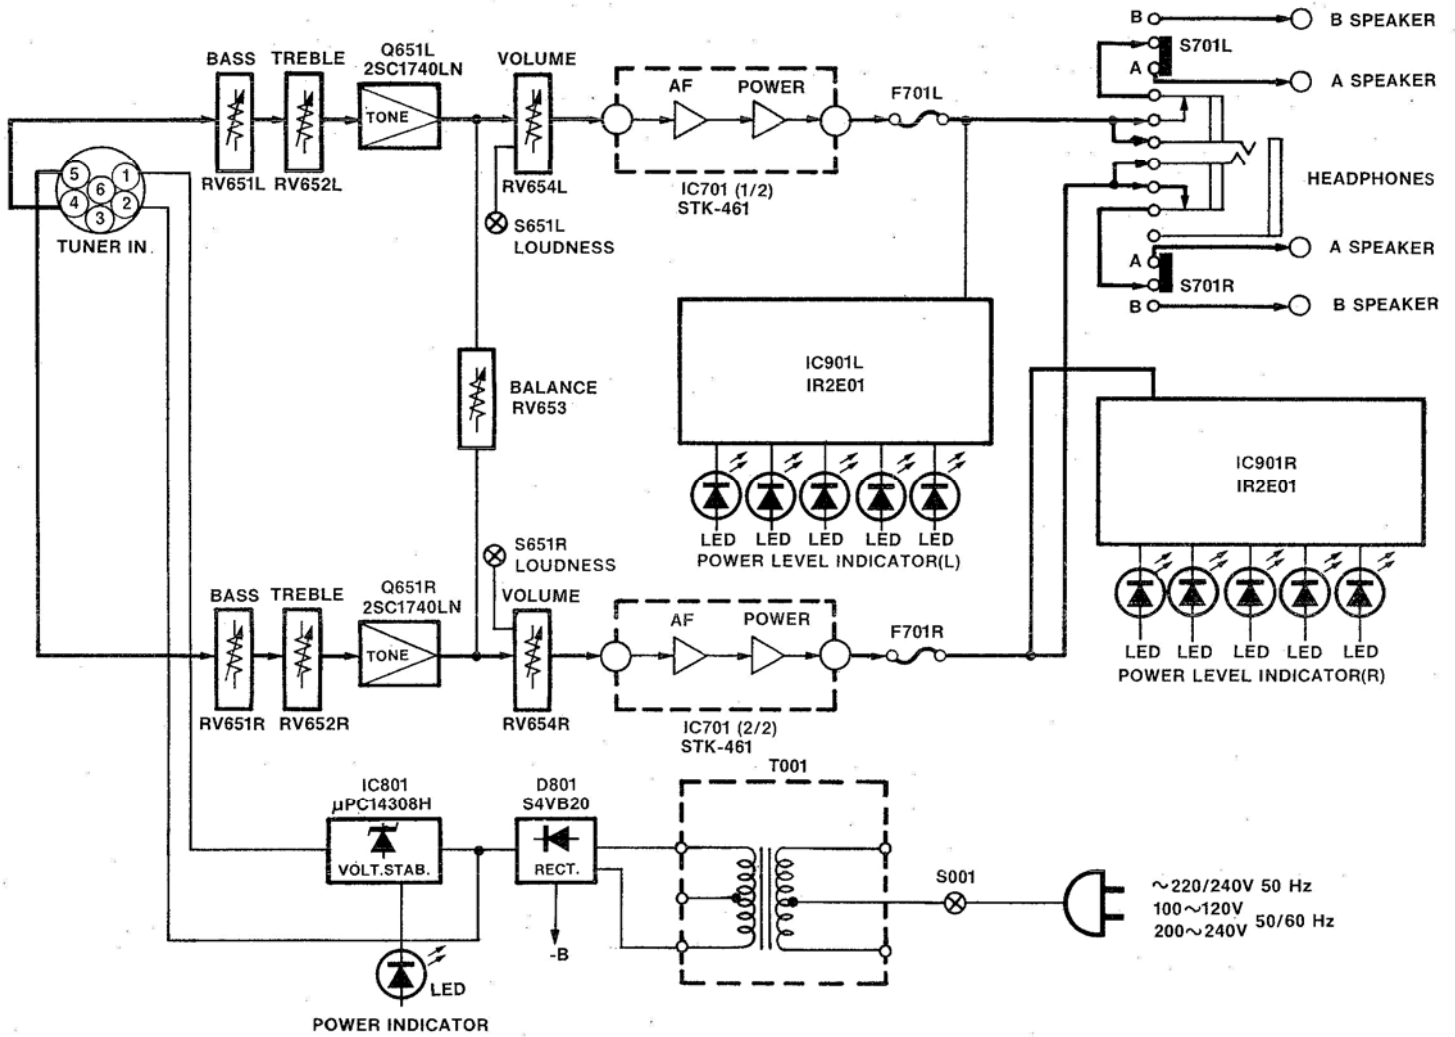 B
B SPEAKER
S701L
A
A SPEAKER
HEADPHONES
A
A SPEAKER
S701R
B
B SPEAKER
BASS
RV651L
TREBLE
RV652L
Q651L
2SC1740LN
TONE
VOLUME
RV654L
S651L
LOUDNESS
AF
POWER
IC701 (1/2)
STK-461
F701L
5
1
6
4
2
3
TUNER IN
BALANCE
RV653
IC901L
IR2E01
LED LED LED LED LED
POWER LEVEL INDICATOR(L)
IC901R
IR2E01
LED LED LED LED LED
POWER LEVEL INDICATOR(R)
S651R
LOUDNESS
BASS
RV651R
TREBLE
RV652R
Q651R
2SC1740LN
TONE
VOLUME
RV654R
AF
POWER
IC701 (2/2)
STK-461
F701R
IC801
μPC14308H
VOLT.STAB.
D801
S4VB20
RECT.
-B
T001
S001
～220/240V 50 Hz
100～120V
200～240V
50/60 Hz
LED
POWER INDICATOR